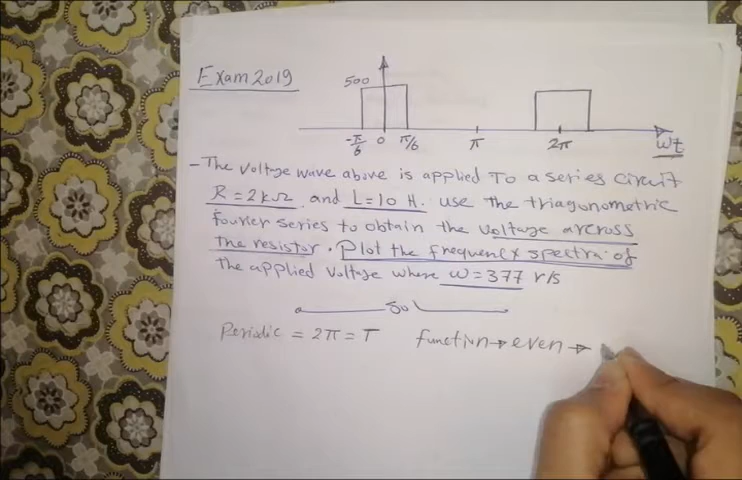 Exam 2019
500
-π/6 0 π/6 π 2π ωt
- The voltage wave above is applied To a series circuit
R = 2kΩ and L = 10 H. use the triagonometric
fourier series to obtain the voltage arcross
the resistor. Plot the frequency spectra of
the applied voltage where ω = 377 r/s
Sol
Periodic = 2π = T function → even →